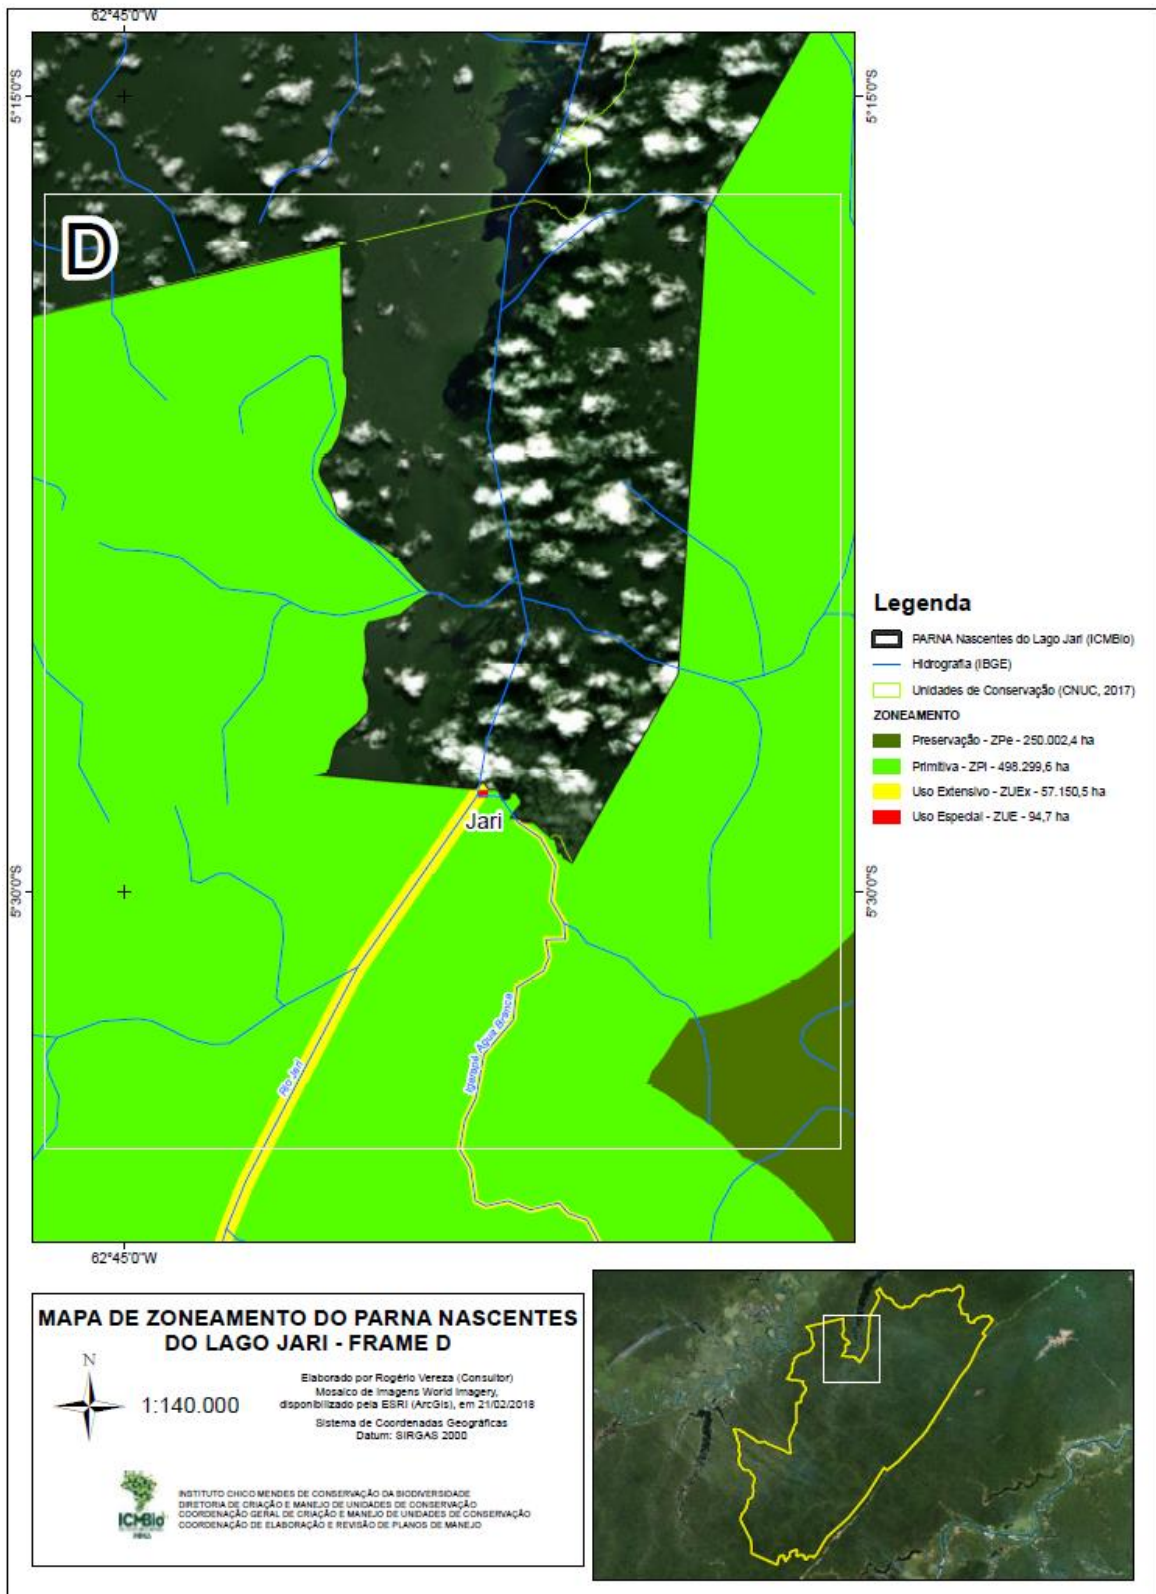 62°45'0"W
5°15'0"S
5°15'0"S
D
Legenda
PARNA Nascentes do Lago Jari (ICMBio)
Hidrografia (IBGE)
Unidades de Conservação (CNUC, 2017)
ZONEAMENTO
Preservação - ZPe - 250.002,4 ha
Primitiva - ZPI - 498.299,6 ha
Uso Extensivo - ZUEx - 57.150,5 ha
Uso Especial - ZUE - 94,7 ha
Jari
5°30'0"S
5°30'0"S
Igarapé Água Branca
Rio Jari
62°45'0"W
MAPA DE ZONEAMENTO DO PARNA NASCENTES
DO LAGO JARI - FRAME D
N
1:140.000
Elaborado por Rogério Vereza (Consultor)
Mosaico de Imagens World Imagery,
disponibilizado pela ESRI (ArcGis), em 21/02/2018
Sistema de Coordenadas Geográficas
Datum: SIRGAS 2000
ICMBio
MMA
INSTITUTO CHICO MENDES DE CONSERVAÇÃO DA BIODIVERSIDADE
DIRETORIA DE CRIAÇÃO E MANEJO DE UNIDADES DE CONSERVAÇÃO
COORDENAÇÃO GERAL DE CRIAÇÃO E MANEJO DE UNIDADES DE CONSERVAÇÃO
COORDENAÇÃO DE ELABORAÇÃO E REVISÃO DE PLANOS DE MANEJO